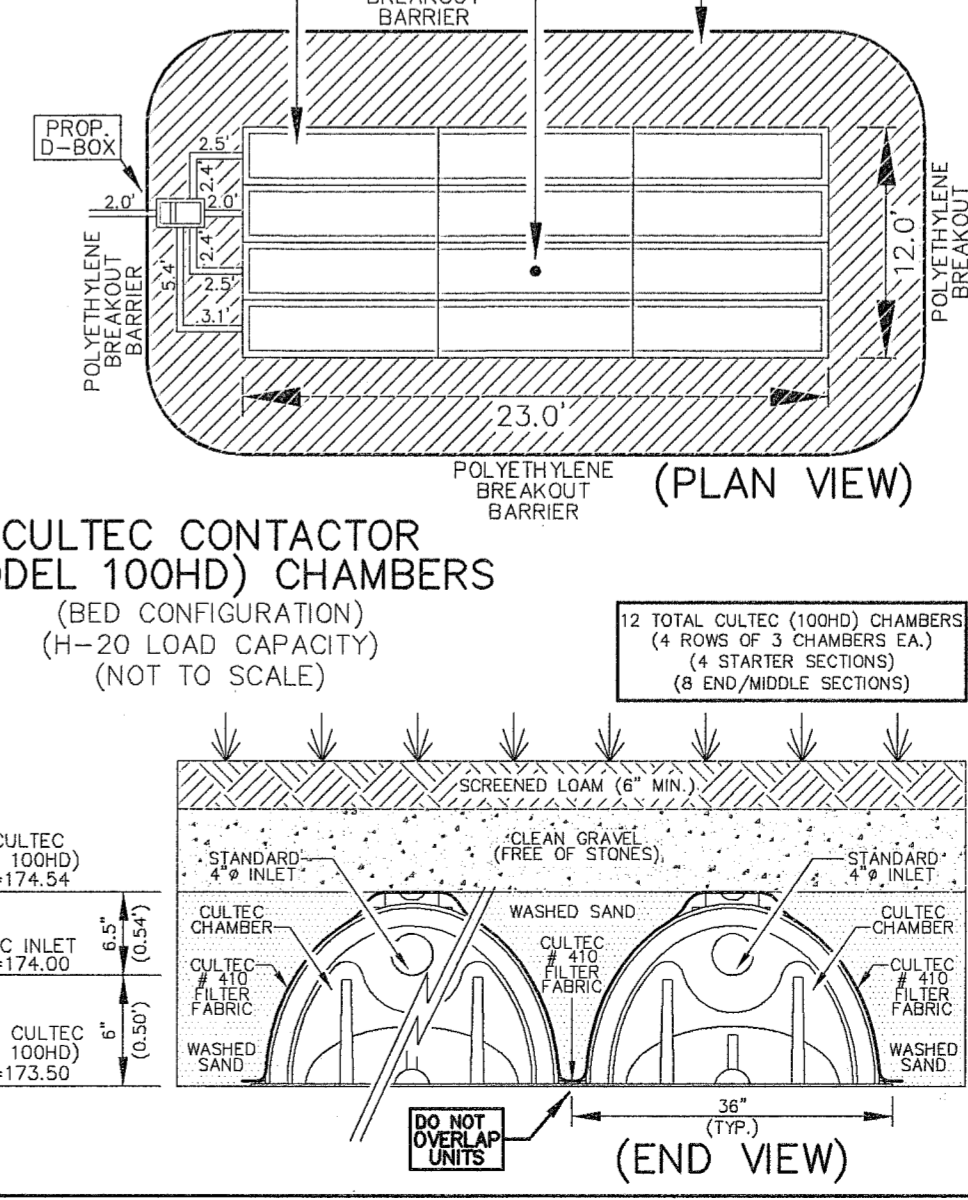 BREAKOUT
BARRIER
PROP.
D-BOX
2.5'
2.4'
2.0'
2.0'
2.4'
5.4'
2.5'
3.1'
POLYETHYLENE
BREAKOUT
BARRIER
12.0'
POLYETHYLENE
BREAKOUT
23.0'
POLYETHYLENE
BREAKOUT
BARRIER
(PLAN VIEW)
CULTEC CONTACTOR
ODEL 100HD) CHAMBERS
(BED CONFIGURATION)
(H-20 LOAD CAPACITY)
(NOT TO SCALE)
12 TOTAL CULTEC (100HD) CHAMBERS
(4 ROWS OF 3 CHAMBERS EA.)
(4 STARTER SECTIONS)
(8 END/MIDDLE SECTIONS)
SCREENED LOAM (6" MIN.)
CLEAN GRAVEL
(FREE OF STONES)
CULTEC
100HD)
=174.54
STANDARD
4"ø INLET
STANDARD
4"ø INLET
6.5"
(0.54')
C INLET
=174.00
6"
(0.50')
CULTEC
100HD)
=173.50
CULTEC
CHAMBER
WASHED SAND
CULTEC
CHAMBER
CULTEC
# 410
FILTER
FABRIC
CULTEC
# 410
FILTER
FABRIC
CULTEC
# 410
FILTER
FABRIC
WASHED
SAND
WASHED
SAND
DO NOT
OVERLAP
UNITS
36"
(TYP.)
(END VIEW)